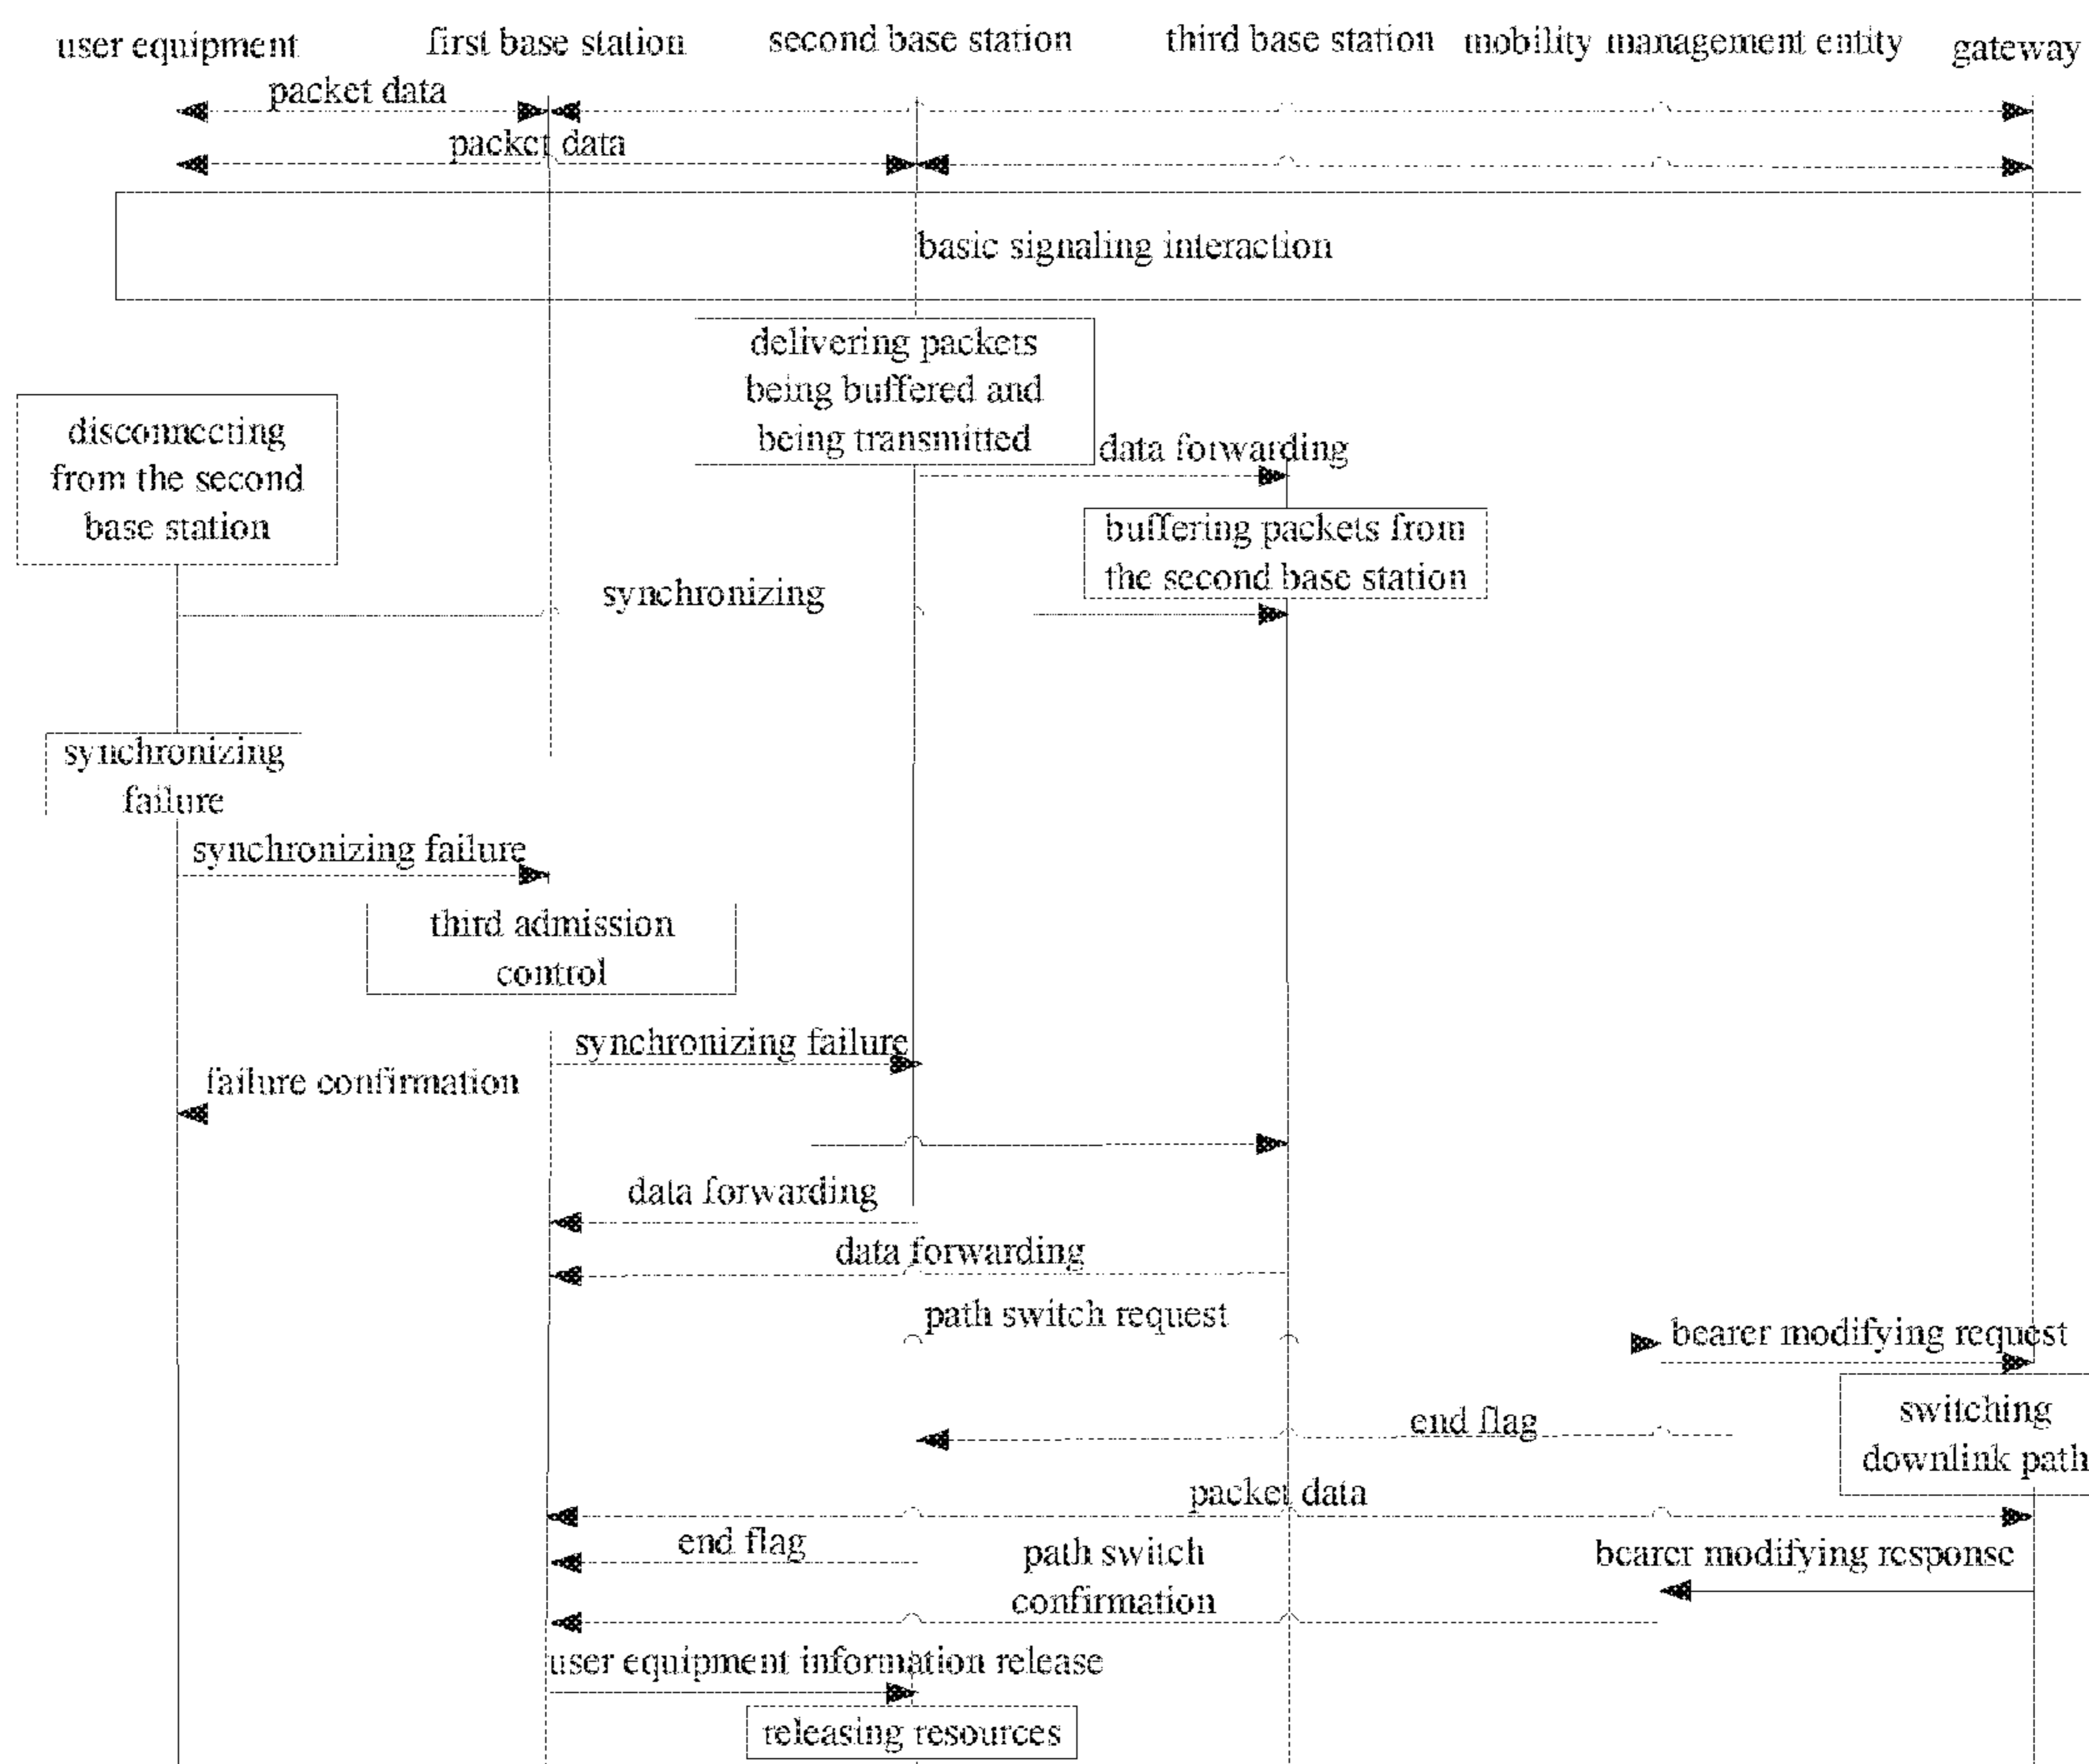 user equipment first base station second base station third base station mobility management entity gateway
packet data
packet data
basic signaling interaction
delivering packets
being buffered and
being transmitted
disconnecting
from the second
base station
data forwarding
buffering packets from
the second base station
synchronizing
synchronizing
failure
synchronizing failure
third admission
control
synchronizing failure
failure confirmation
data forwarding
data forwarding
path switch request
bearer modifying request
switching
downlink path
end flag
packet data
end flag
path switch
confirmation
bearer modifying response
user equipment information release
releasing resources